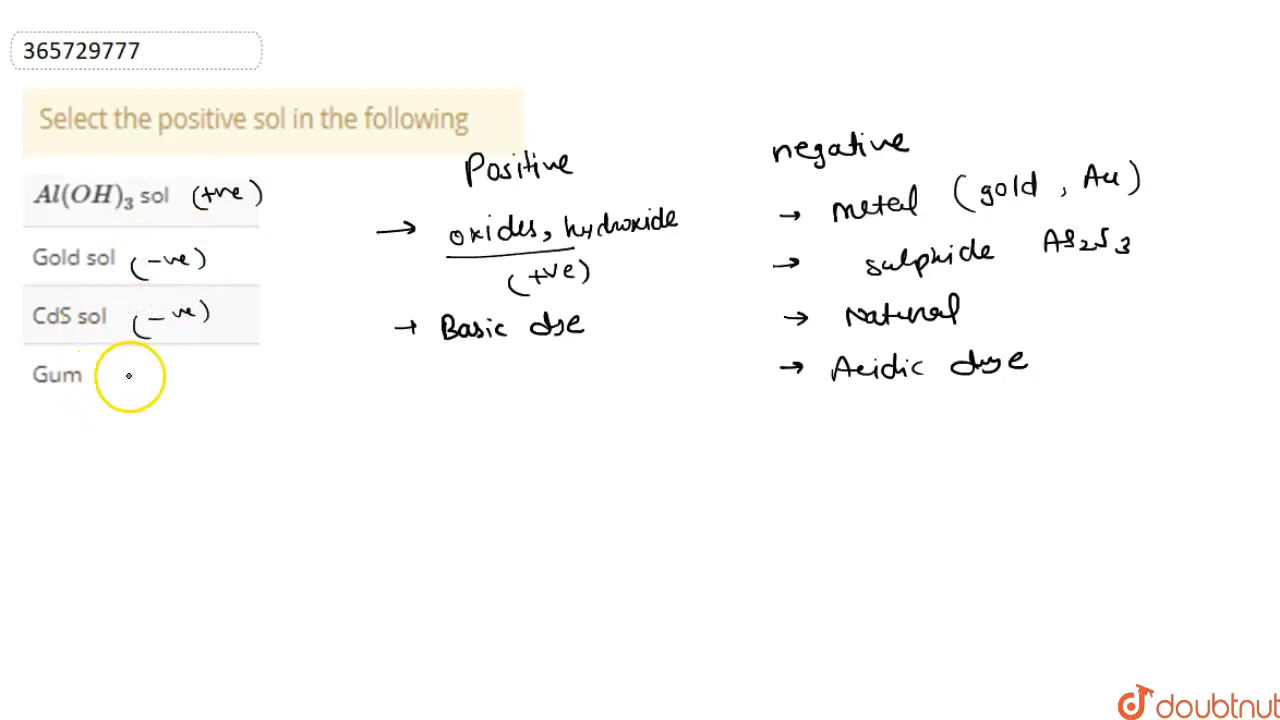 365729777
Select the positive sol in the following
Al(OH)₃ sol (+ve)
Gold sol (-ve)
CdS sol (-ve)
Gum
Positive
→ oxides, hydroxide
(+ve)
→ Basic dye
negative
→ metal (gold, Au)
→ sulphide As₂S₃
→ Natural
→ Acidic dye
doubtnut